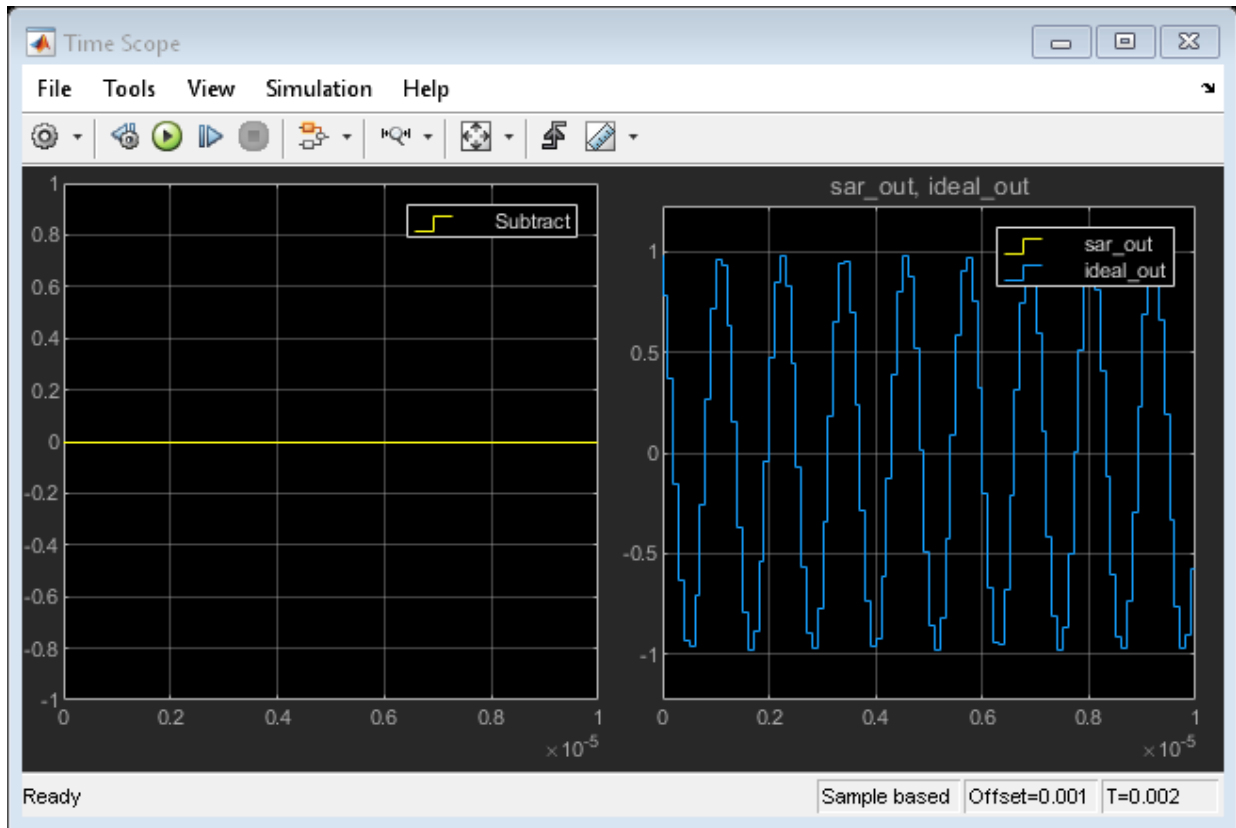 Time Scope
File Tools View Simulation Help
Subtract
1
0.8
0.6
0.4
0.2
0
-0.2
-0.4
-0.6
-0.8
-1
0 0.2 0.4 0.6 0.8 1
×10-5
sar_out, ideal_out
sar_out
ideal_out
1
0.5
0
-0.5
-1
0 0.2 0.4 0.6 0.8 1
×10-5
Ready Sample based Offset=0.001 T=0.002